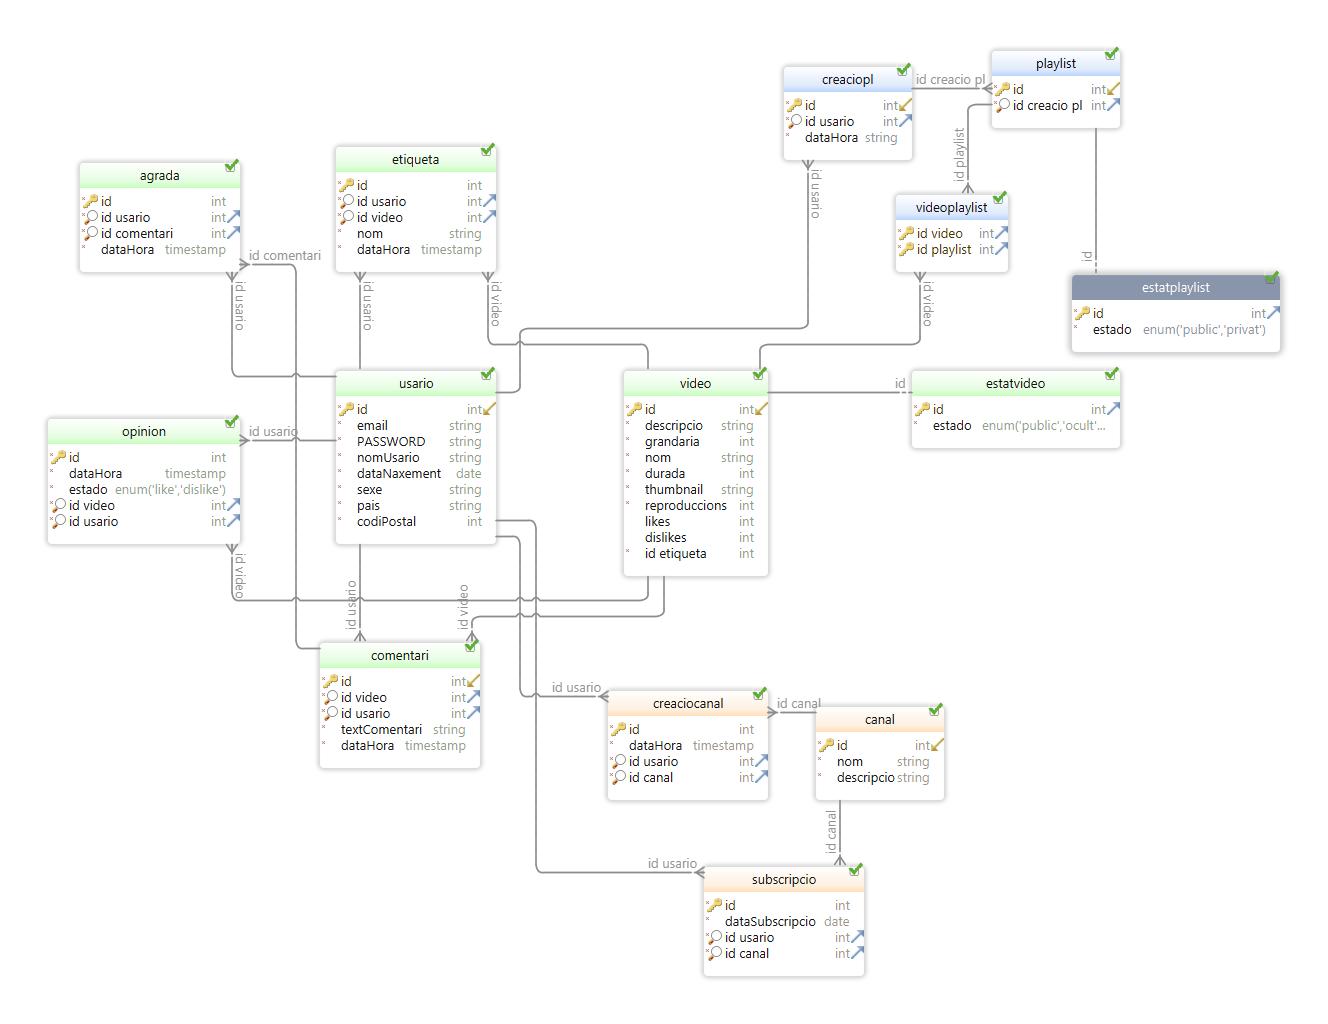 playlist
id int
id creacio pl int
creaciopl
id int
id usario int
dataHora string
id creacio pl
id usario
id playlist
id
etiqueta
id int
id usario int
id video int
nom string
dataHora timestamp
agrada
id int
id usario int
id comentari int
dataHora timestamp
id comentari
id usario
id usario
id video
videoplaylist
id video int
id playlist int
id video
estatplaylist
id int
estado enum('public','privat')
usario
id int
email string
PASSWORD string
nomUsario string
dataNaxement date
sexe string
pais string
codiPostal int
video
id int
descripcio string
grandaria int
nom string
durada int
thumbnail string
reproduccions int
likes int
dislikes int
id etiqueta int
id
estatvideo
id int
estado enum('public','ocult'...
opinion
id int
dataHora timestamp
estado enum('like','dislike')
id video int
id usario int
id usario
id video
id usario
id video
comentari
id int
id video int
id usario int
textComentari string
dataHora timestamp
id usario
creaciocanal
id int
dataHora timestamp
id usario int
id canal int
id canal
canal
id int
nom string
descripcio string
id canal
id usario
subscripcio
id int
dataSubscripcio date
id usario int
id canal int